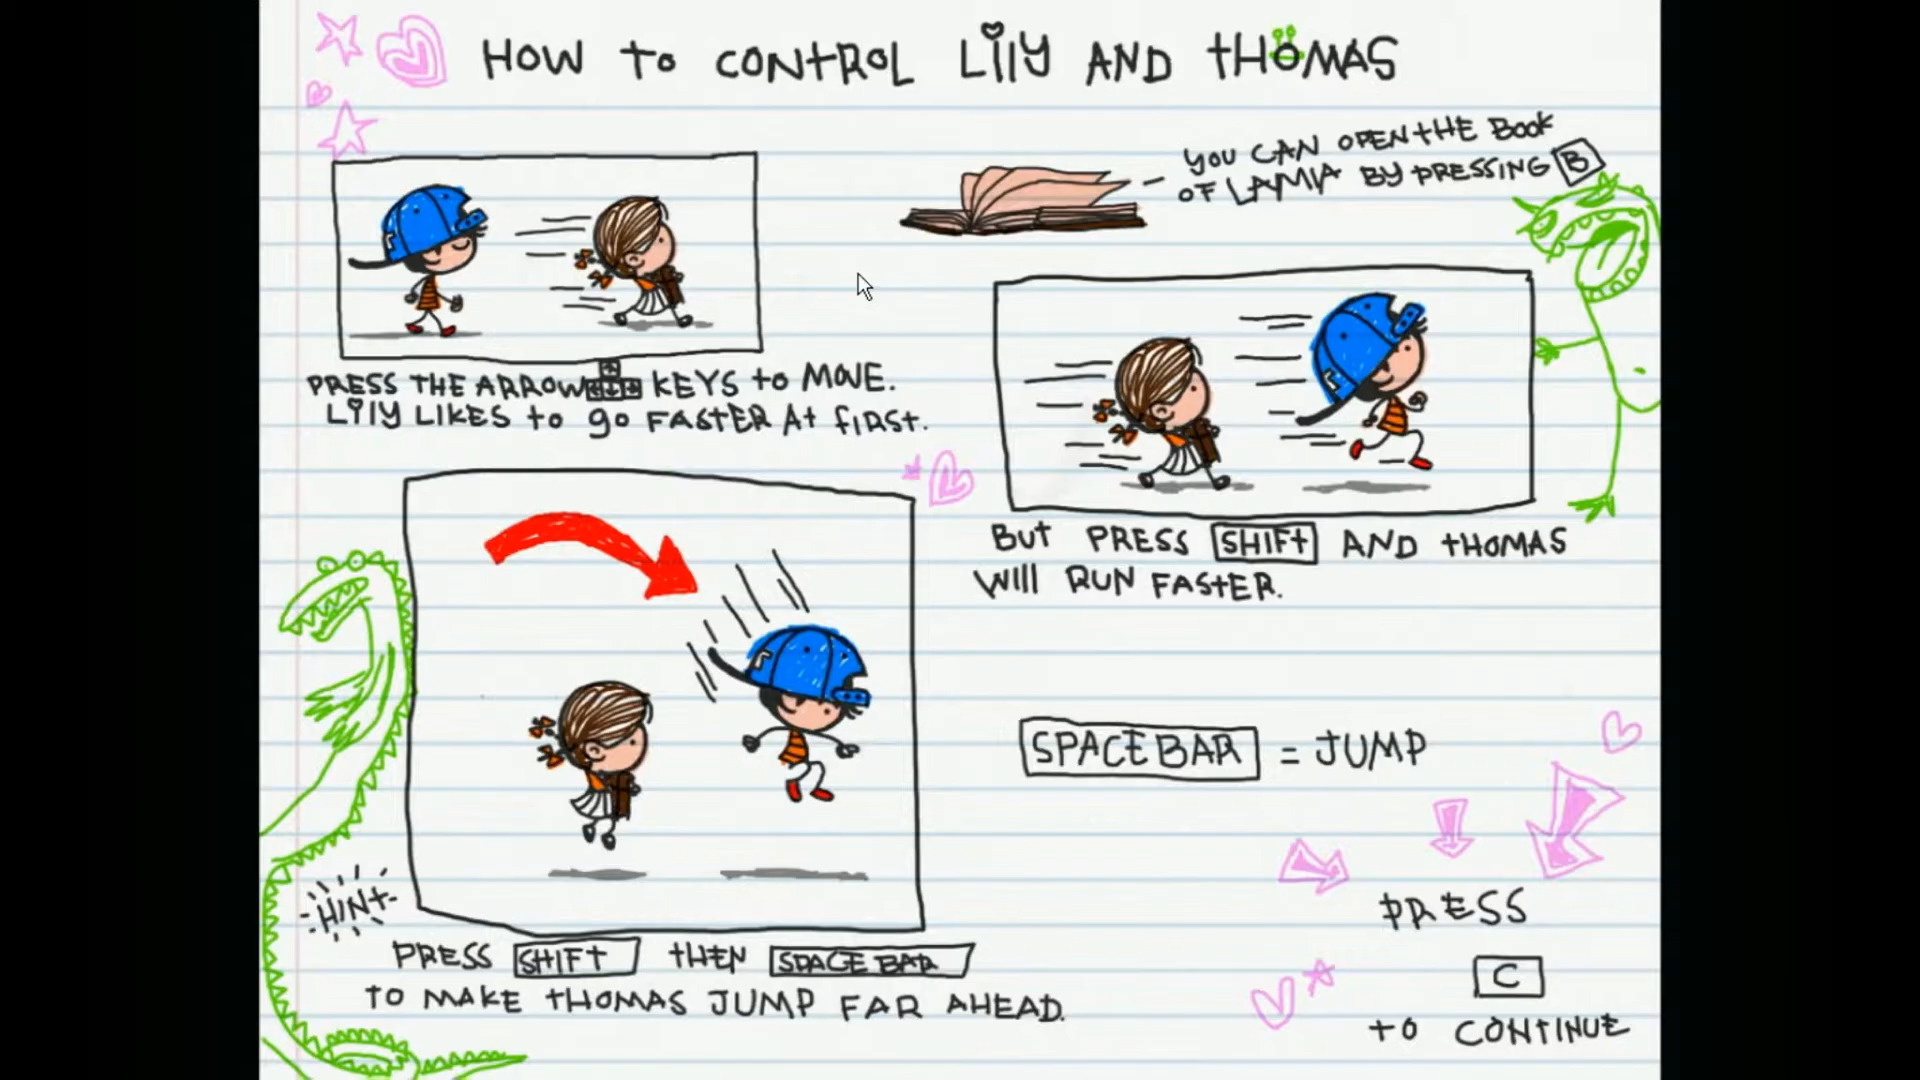 HOW TO CONTROL LILY AND THOMAS
YOU CAN OPEN THE BOOK
OF LAMIA BY PRESSING B
PRESS THE ARROW KEYS TO MOVE.
LILY LIKES TO GO FASTER AT FIRST.
BUT PRESS SHIFT AND THOMAS
WILL RUN FASTER.
SPACE BAR = JUMP
-HINT-
PRESS SHIFT THEN SPACE BAR
TO MAKE THOMAS JUMP FAR AHEAD.
PRESS
C
TO CONTINUE